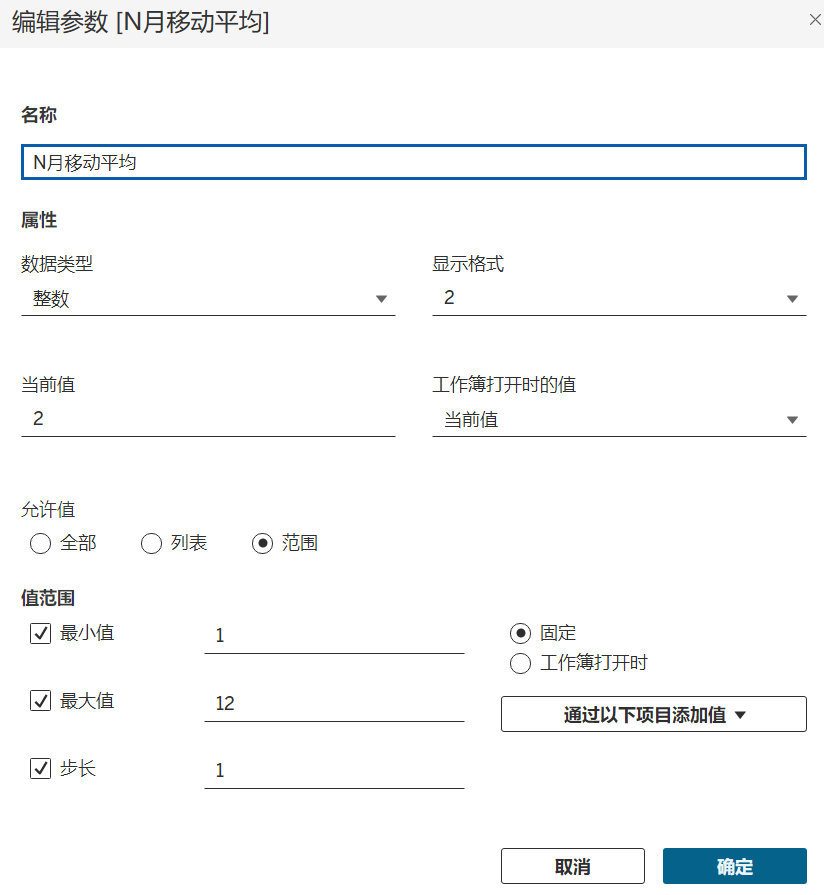 编辑参数 [N月移动平均]
名称
N月移动平均
属性
数据类型
显示格式
整数
2
当前值
工作簿打开时的值
2
当前值
允许值
全部
列表
范围
值范围
最小值
1
固定
工作簿打开时
最大值
12
通过以下项目添加值
步长
1
取消
确定